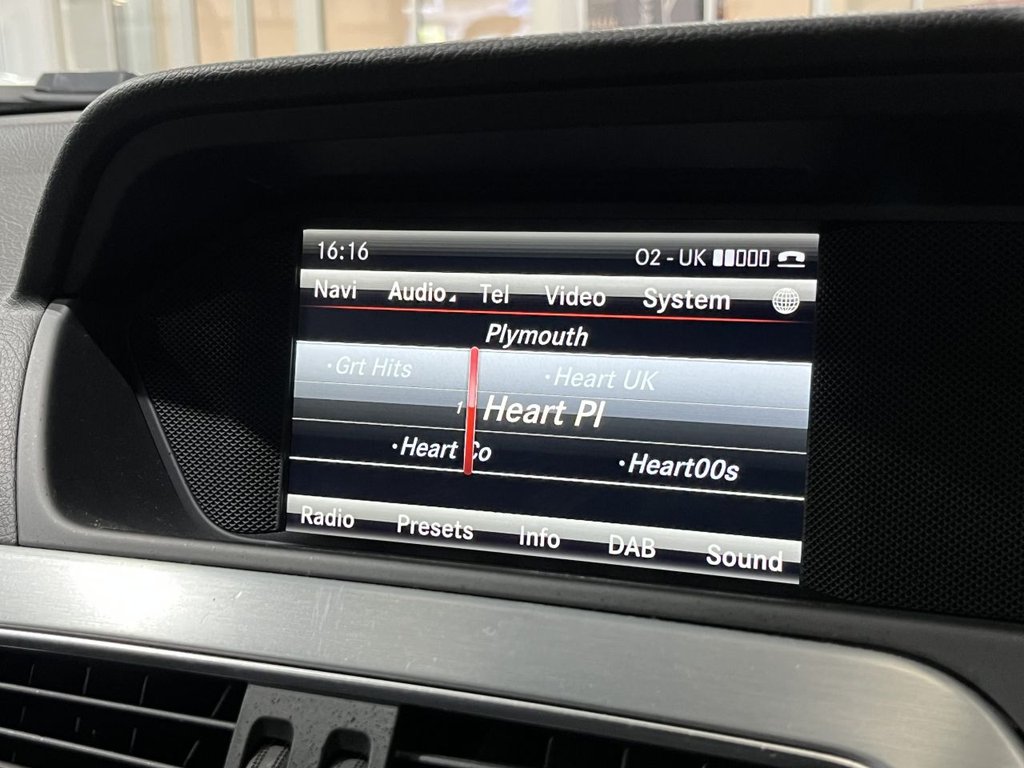 16:16 O2 - UK
Navi Audio Tel Video System
Plymouth
·Grt Hits ·Heart UK
1 Heart Pl
·Heart Co ·Heart00s
Radio Presets Info DAB Sound